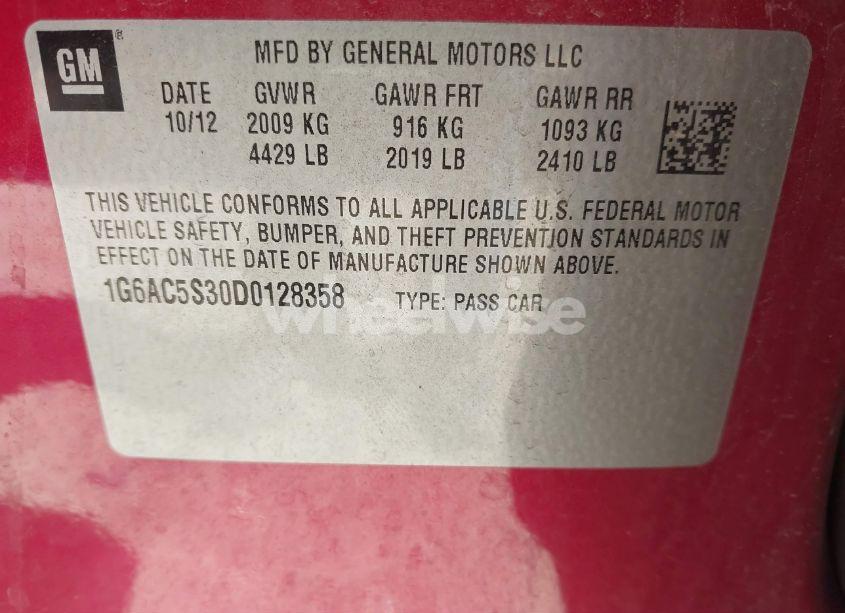 GM®
MFD BY GENERAL MOTORS LLC
DATE GVWR GAWR FRT GAWR RR
10/12 2009 KG 916 KG 1093 KG
4429 LB 2019 LB 2410 LB
THIS VEHICLE CONFORMS TO ALL APPLICABLE U.S. FEDERAL MOTOR
VEHICLE SAFETY, BUMPER, AND THEFT PREVENTION STANDARDS IN
EFFECT ON THE DATE OF MANUFACTURE SHOWN ABOVE.
1G6AC5S30D0128358 TYPE: PASS CAR
wheelwise